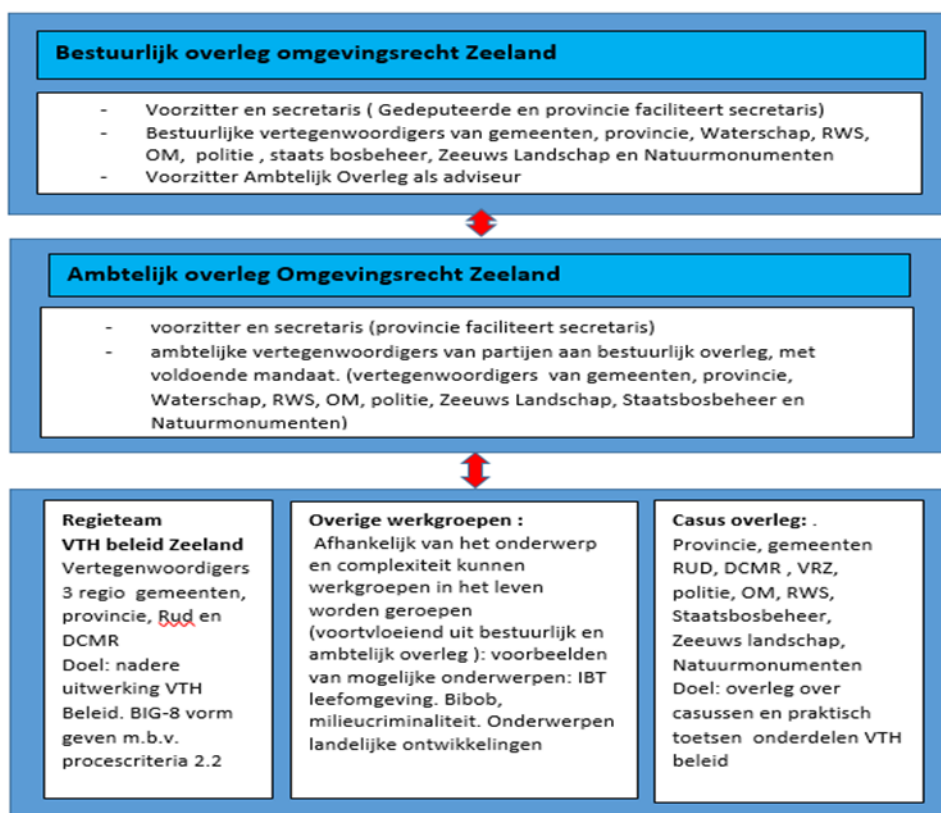 Bestuurlijk overleg omgevingsrecht Zeeland
- Voorzitter en secretaris ( Gedeputeerde en provincie faciliteert secretaris)
- Bestuurlijke vertegenwoordigers van gemeenten, provincie, Waterschap, RWS,
OM, politie , staats bosbeheer, Zeeuws Landschap en Natuurmonumenten
- Voorzitter Ambtelijk Overleg als adviseur
Ambtelijk overleg Omgevingsrecht Zeeland
- voorzitter en secretaris (provincie faciliteert secretaris)
- ambtelijke vertegenwoordigers van partijen aan bestuurlijk overleg, met
voldoende mandaat. (vertegenwoordigers van gemeenten, provincie,
Waterschap, RWS, OM, politie, Zeeuws Landschap, Staatsbosbeheer en
Natuurmonumenten)
Regieteam
VTH beleid Zeeland
Vertegenwoordigers
3 regio gemeenten,
provincie, Rud en
DCMR
Doel: nadere
uitwerking VTH
Beleid. BIG-8 vorm
geven m.b.v.
procescriteria 2.2
Overige werkgroepen :
Afhankelijk van het onderwerp
en complexiteit kunnen
werkgroepen in het leven
worden geroepen
(voortvloeiend uit bestuurlijk en
ambtelijk overleg ): voorbeelden
van mogelijke onderwerpen: IBT
leefomgeving. Bibob,
milieucriminaliteit. Onderwerpen
landelijke ontwikkelingen
Casus overleg: .
Provincie, gemeenten
RUD, DCMR , VRZ,
politie, OM, RWS,
Staatsbosbeheer,
Zeeuws landschap,
Natuurmonumenten
Doel: overleg over
casussen en praktisch
toetsen onderdelen VTH
beleid